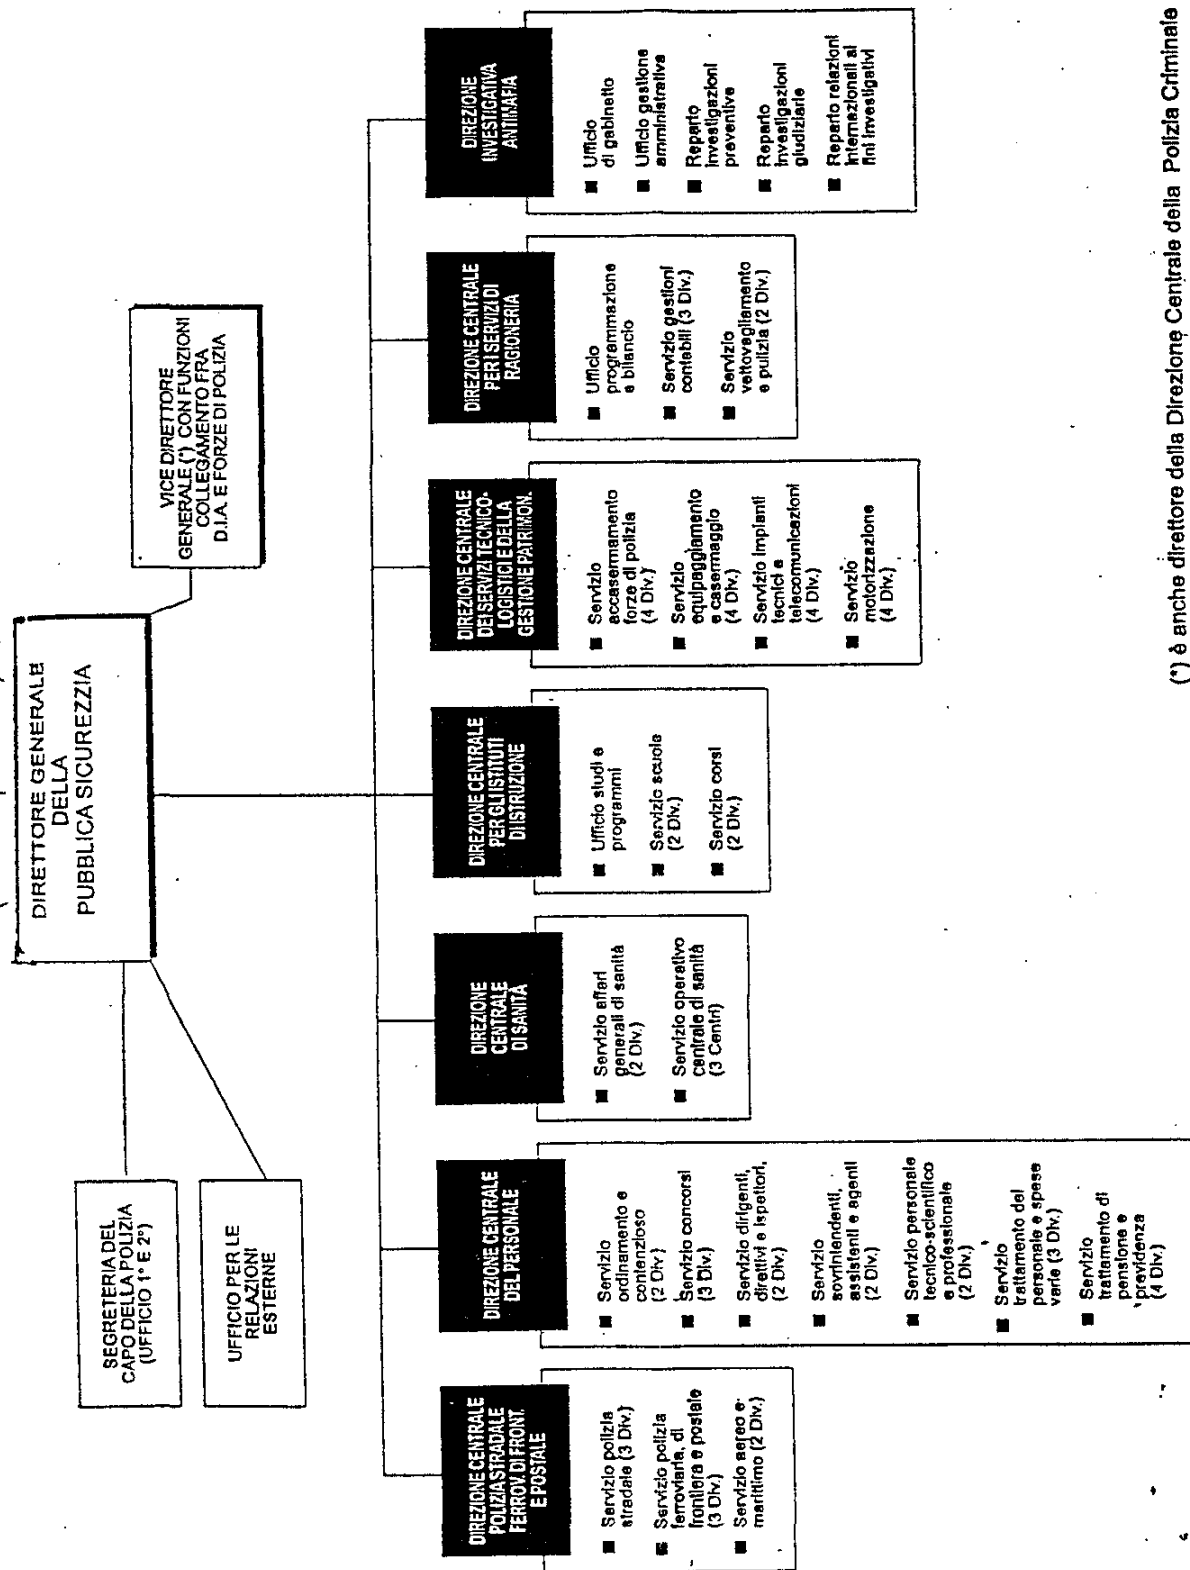 DIRETTORE GENERALE
DELLA
PUBBLICA SICUREZZIA
SEGRETERIA DEL
CAPO DELLA POLIZIA
(UFFICIO 1° E 2°)
UFFICIO PER LE
RELAZIONI
ESTERNE
VICE DIRETTORE
GENERALE (*) CON FUNZIONI
COLLEGAMENTO FRA
D.I.A. E FORZE DI POLIZIA
DIREZIONE CENTRALE
POLIZIA STRADALE
FERROV. DI FRONT.
E POSTALE
■ Servizio polizia
stradale (3 Div.)
■ Servizio polizia
ferroviaria, di
frontiera e postale
(3 Div.)
■ Servizio aereo e
marittimo (2 Div.)
DIREZIONE CENTRALE
DEL PERSONALE
■ Servizio
ordinamento e
contenzioso
(2 Div.)
■ Servizio concorsi
(3 Div.)
■ Servizio dirigenti,
direttivi e ispettori,
(2 Div.)
■ Servizio
sovrintendenti,
assistenti e agenti
(2 Div.)
■ Servizio personale
tecnico-scientifico
e professionale
(2 Div.)
■ Servizio
trattamento del
personale e spese
varie (3 Div.)
■ Servizio
trattamento di
pensione e
previdenza
(4 Div.)
DIREZIONE
CENTRALE
DI SANITÀ
■ Servizio affari
generali di sanità
(2 Div.)
■ Servizio operativo
centrale di sanità
(3 Centri)
DIREZIONE CENTRALE
PER GLI ISTITUTI
DI ISTRUZIONE
■ Ufficio studi e
programmi
■ Servizio scuole
(2 Div.)
■ Servizio corsi
(2 Div.)
DIREZIONE CENTRALE
DEI SERVIZI TECNICO-
LOGISTICI E DELLA
GESTIONE PATRIMON.
■ Servizio
accasermamento
forze di polizia
(4 Div.)
■ Servizio
equipaggiamento
e casermaggio
(4 Div.)
■ Servizio impianti
tecnici e
telecomunicazioni
(4 Div.)
■ Servizio
motorizzazione
(4 Div.)
DIREZIONE CENTRALE
PER I SERVIZI DI
RAGIONERIA
■ Ufficio
programmazione
e bilancio
■ Servizio gestioni
contabili (3 Div.)
■ Servizio
vettovagliamento
e pulizia (2 Div.)
DIREZIONE
INVESTIGATIVA
ANTIMAFIA
■ Ufficio
di gabinetto
■ Ufficio gestione
amministrativa
■ Reparto
investigazioni
preventive
■ Reparto
investigazioni
giudiziarie
■ Reparto relazioni
internazionali ai
fini investigativi
(*) è anche direttore della Direzione Centrale della Polizia Criminale